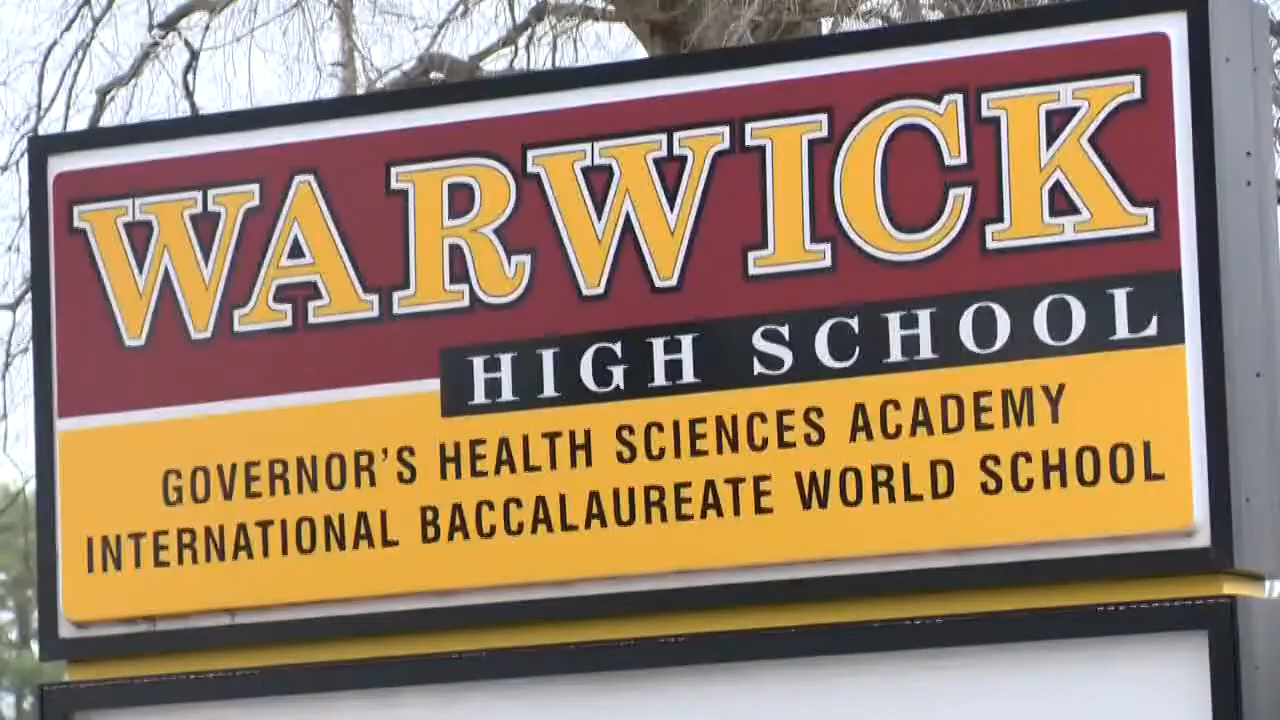 WARWICK
HIGH SCHOOL
GOVERNOR'S HEALTH SCIENCES ACADEMY
INTERNATIONAL BACCALAUREATE WORLD SCHOOL